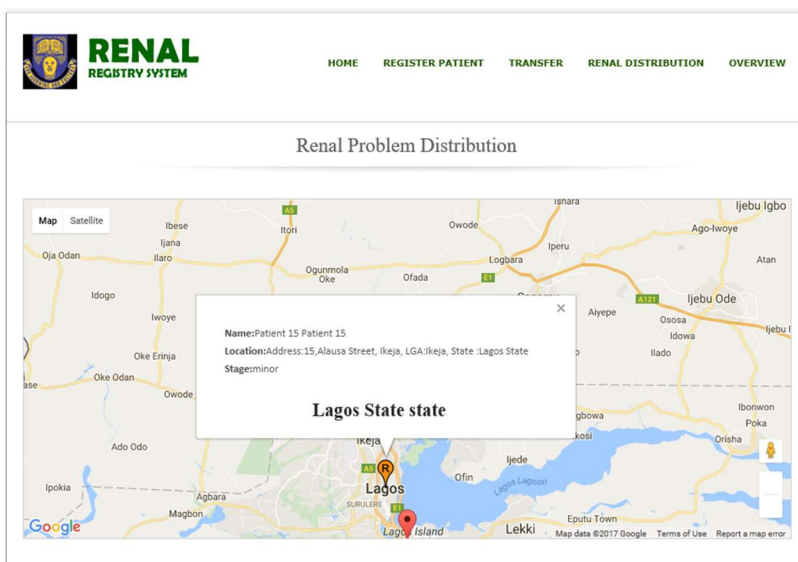 RENAL
REGISTRY SYSTEM
HOME REGISTER PATIENT TRANSFER RENAL DISTRIBUTION OVERVIEW
Renal Problem Distribution
Map Satellite
Ibese
A5
Itori
Owode
Ishara
Ijebu Igbo
Ago-Iwoye
Ijana
Ilaro
Oja Odan
Iperu
Logbara
Atan
Ogunmola
Oke
Ofada
E1
Idogo
A121
Ijebu Ode
Iwoye
Aiyepe
Ososa
Idowa
Ijebu I
Oke Erinja
Ilado
Oke Odan
Owode
Name:Patient 15 Patient 15
Location:Address:15,Alausa Street, Ikeja, LGA:Ikeja, State :Lagos State
Stage:minor
Lagos State state
Ibonwon
Poka
gbowa
kosi
Orisha
Ado Odo
Ikeja
Ijede
A5
R
Ofin
Lagos Lagoon
Lagos
Ipokia
Agbara
SURULERE
E1
Magbon
Eputu Town
Lekki
Lagos Island
Google
Map data ©2017 Google Terms of Use Report a map error